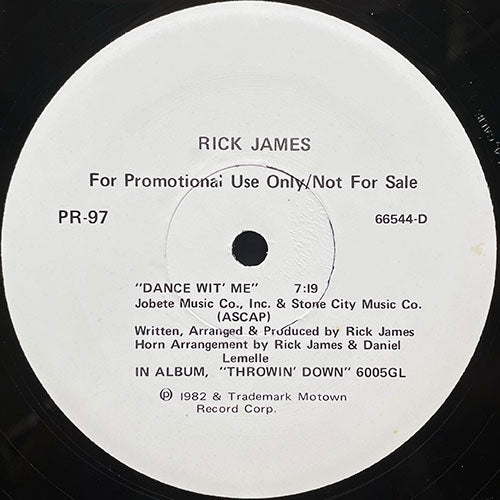 RICK JAMES
For Promotional Use Only/Not For Sale
PR-97 66544-D
"DANCE WIT' ME" 7:19
Jobete Music Co., Inc. & Stone City Music Co.
(ASCAP)
Written, Arranged & Produced by Rick James
Horn Arrangement by Rick James & Daniel
Lemelle
IN ALBUM, "THROWIN' DOWN" 6005GL
℗ 1982 & Trademark Motown
Record Corp.